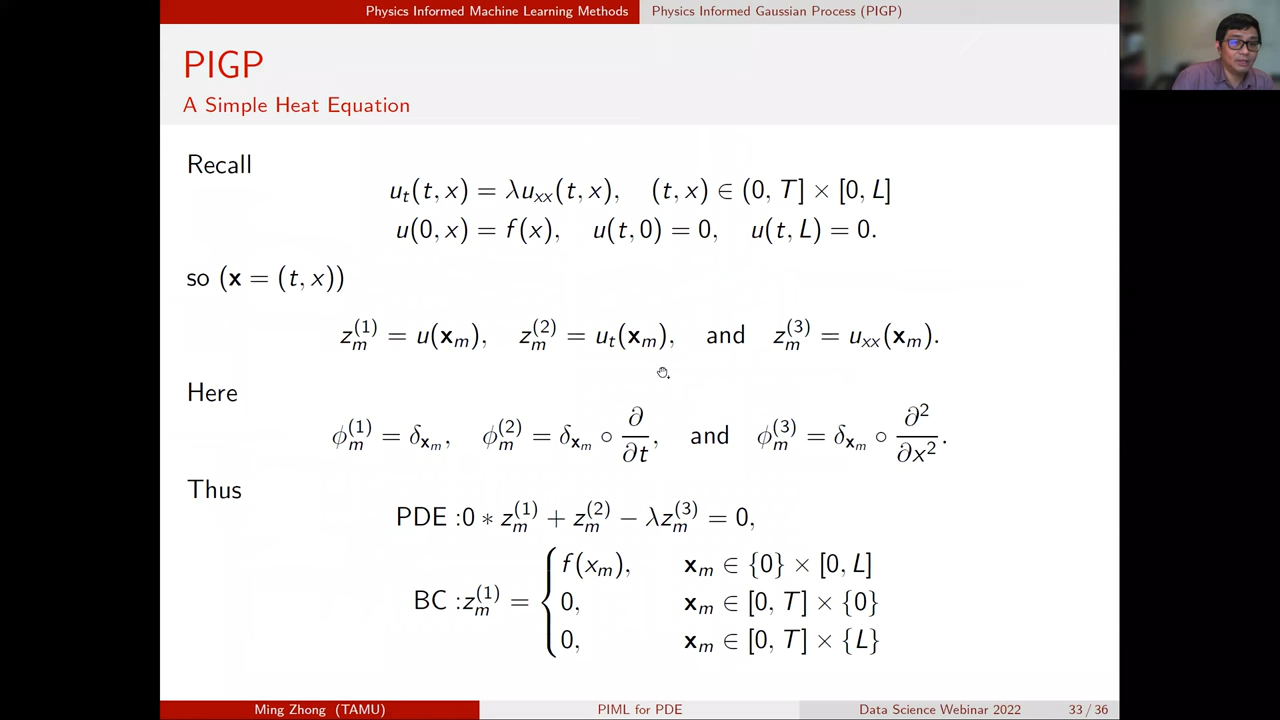 Physics Informed Machine Learning Methods Physics Informed Gaussian Process (PIGP)
PIGP
A Simple Heat Equation
Recall
u_t(t, x) = λu_{xx}(t, x), (t, x) ∈ (0, T] × [0, L]
u(0, x) = f(x), u(t, 0) = 0, u(t, L) = 0.
so (𝐱 = (t, x))
z_m^{(1)} = u(𝐱_m), z_m^{(2)} = u_t(𝐱_m), and z_m^{(3)} = u_{xx}(𝐱_m).
Here
ϕ_m^{(1)} = δ_{𝐱_m}, ϕ_m^{(2)} = δ_{𝐱_m} ∘ ∂/∂t, and ϕ_m^{(3)} = δ_{𝐱_m} ∘ ∂²/∂x².
Thus
PDE :0 ∗ z_m^{(1)} + z_m^{(2)} − λz_m^{(3)} = 0,
BC :z_m^{(1)} = { f(x_m), 𝐱_m ∈ {0} × [0, L]
0, 𝐱_m ∈ [0, T] × {0}
0, 𝐱_m ∈ [0, T] × {L}
Ming Zhong (TAMU) PIML for PDE Data Science Webinar 2022 33 / 36